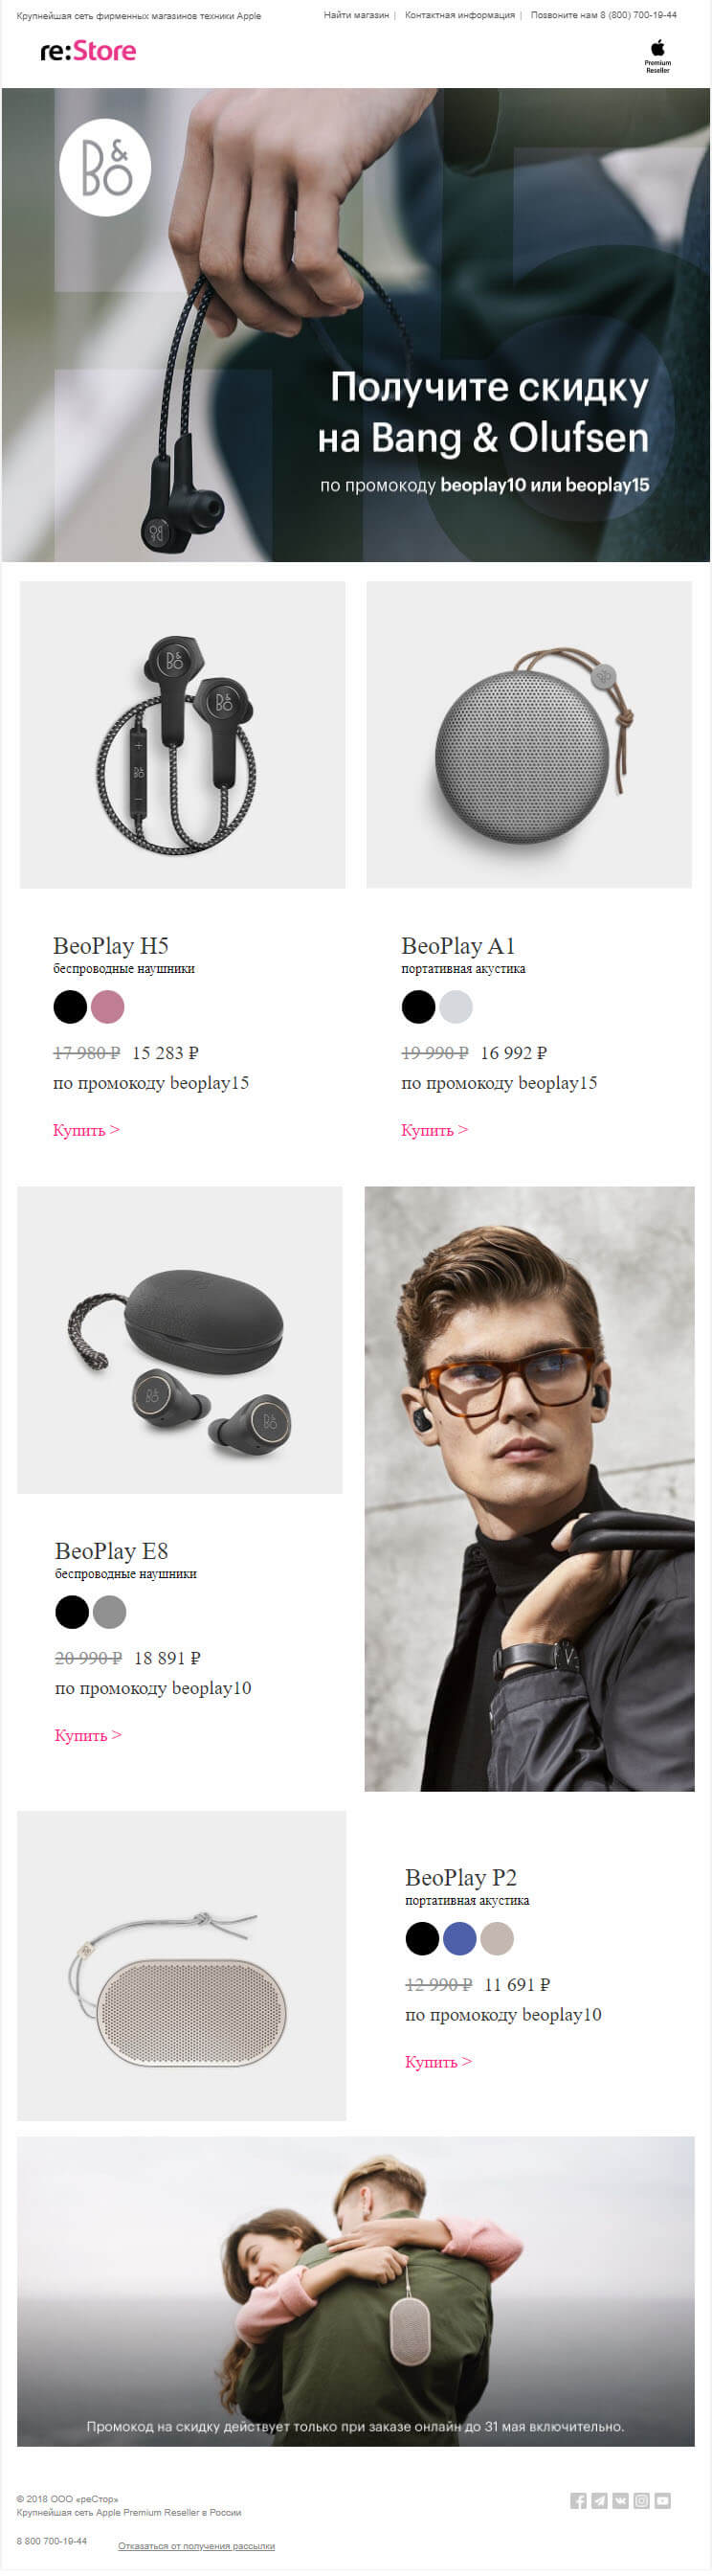 Крупнейшая сеть фирменных магазинов техники Apple
Найти магазин | Контактная информация | Позвоните нам 8 (800) 700-19-44
re:Store
Premium
Reseller
B&O
Получите скидку
на Bang & Olufsen
по промокоду beoplay10 или beoplay15
BeoPlay H5
беспроводные наушники
17 980 ₽ 15 283 ₽
по промокоду beoplay15
Купить >
BeoPlay A1
портативная акустика
19 990 ₽ 16 992 ₽
по промокоду beoplay15
Купить >
BeoPlay E8
беспроводные наушники
20 990 ₽ 18 891 ₽
по промокоду beoplay10
Купить >
BeoPlay P2
портативная акустика
12 990 ₽ 11 691 ₽
по промокоду beoplay10
Купить >
Промокод на скидку действует только при заказе онлайн до 31 мая включительно.
© 2018 ООО «реСтор»
Крупнейшая сеть Apple Premium Reseller в России
8 800 700-19-44
Отказаться от получения рассылки